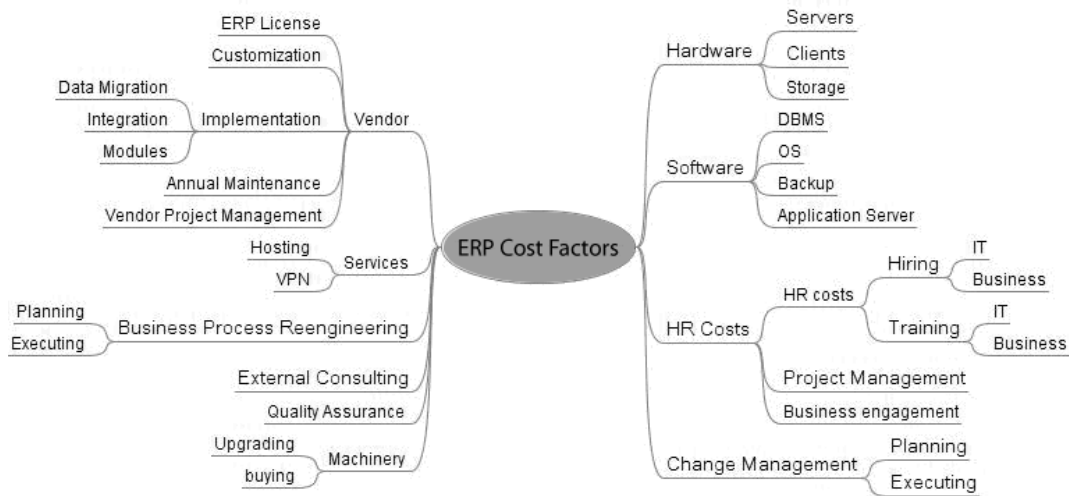 ERP Cost Factors
Vendor
ERP License
Customization
Implementation
Data Migration
Integration
Modules
Annual Maintenance
Vendor Project Management
Services
Hosting
VPN
Business Process Reengineering
Planning
Executing
External Consulting
Quality Assurance
Machinery
Upgrading
buying
Hardware
Servers
Clients
Storage
Software
DBMS
OS
Backup
Application Server
HR Costs
HR costs
Hiring
IT
Business
Training
IT
Business
Project Management
Business engagement
Change Management
Planning
Executing